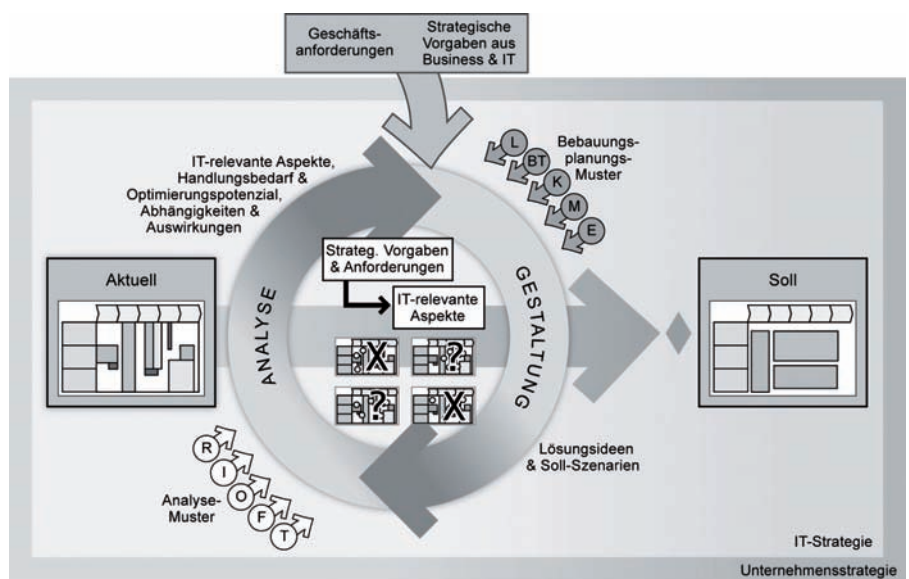 Geschäfts-
anforderungen
Strategische
Vorgaben aus
Business & IT
IT-relevante Aspekte,
Handlungsbedarf &
Optimierungspotenzial,
Abhängigkeiten &
Auswirkungen
L
BT
K
M
E
Bebauungs-
planungs-
Muster
Strateg. Vorgaben
& Anforderungen
IT-relevante
Aspekte
Aktuell
ANALYSE
GESTALTUNG
Soll
X
?
?
X
R
I
O
F
T
Analyse-
Muster
Lösungsideen
& Soll-Szenarien
IT-Strategie
Unternehmensstrategie